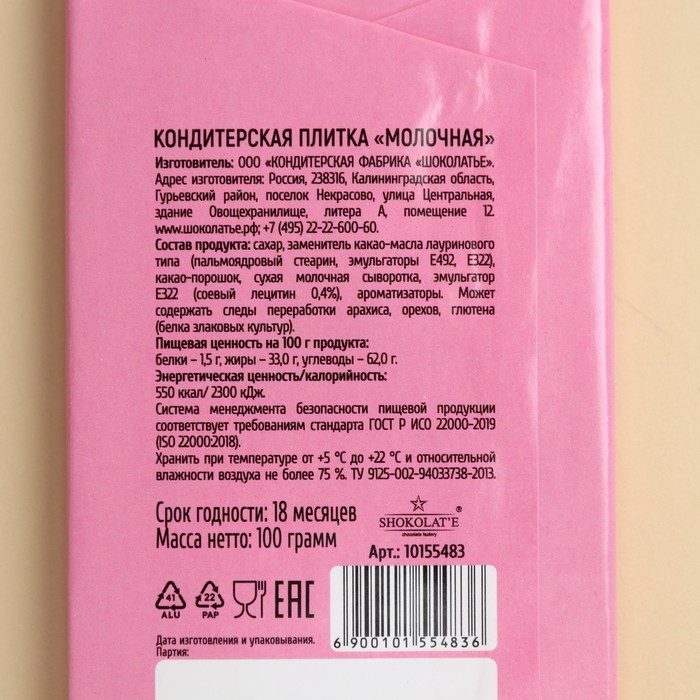 КОНДИТЕРСКАЯ ПЛИТКА «МОЛОЧНАЯ»
Изготовитель: ООО «КОНДИТЕРСКАЯ ФАБРИКА «ШОКОЛАТЬЕ».
Адрес изготовителя: Россия, 238316, Калининградская область,
Гурьевский район, поселок Некрасово, улица Центральная,
здание Овощехранилище, литера А, помещение 12.
www.шоколатье.рф; +7 (495) 22-22-600-60.
Состав продукта: сахар, заменитель какао-масла лауринового
типа (пальмоядровый стеарин, эмульгаторы Е492, Е322),
какао-порошок, сухая молочная сыворотка, эмульгатор
Е322 (соевый лецитин 0,4%), ароматизаторы. Может
содержать следы переработки арахиса, орехов, глютена
(белка злаковых культур).
Пищевая ценность на 100 г продукта:
белки – 1,5 г, жиры – 33,0 г, углеводы – 62,0 г.
Энергетическая ценность/калорийность:
550 ккал/ 2300 кДж.
Система менеджмента безопасности пищевой продукции
соответствует требованиям стандарта ГОСТ Р ИСО 22000-2019
(ISO 22000:2018).
Хранить при температуре от +5 °С до +22 °С и относительной
влажности воздуха не более 75 %. ТУ 9125-002-94033738-2013.
Срок годности: 18 месяцев
Масса нетто: 100 грамм
SHOKOLAT'E ®
chocolate factory
Арт.: 10155483
41
ALU
22
PAP
EAC
6 900101 554836
Дата изготовления и упаковывания.
Партия: